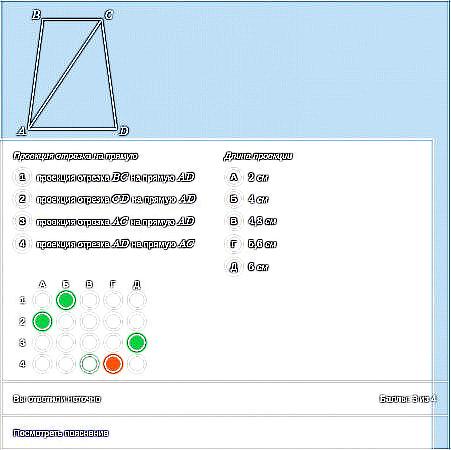 B C
A D
Проекция отрезка на прямую Длина проекции
1 проекция отрезка BC на прямую AD А 2 см
2 проекция отрезка CD на прямую AD Б 4 см
3 проекция отрезка AC на прямую AD В 4,8 см
4 проекция отрезка AD на прямую AC Г 5,6 см
Д 6 см
А Б В Г Д
1
2
3
4
Вы ответили неточно Баллы: 3 из 4
Посмотреть пояснение